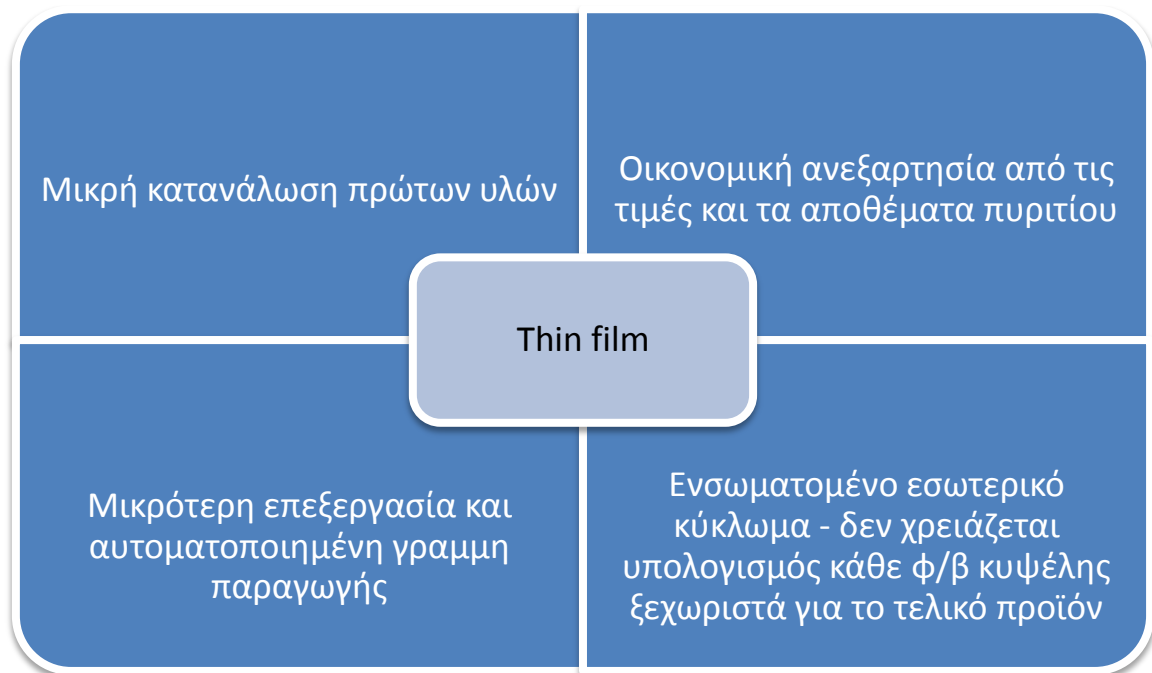 Μικρή κατανάλωση πρώτων υλών
Οικονομική ανεξαρτησία από τις
τιμές και τα αποθέματα πυριτίου
Thin film
Μικρότερη επεξεργασία και
αυτοματοποιημένη γραμμη
παραγωγής
Ενσωματομένο εσωτερικό
κύκλωμα - δεν χρειάζεται
υπολογισμός κάθε φ/β κυψέλης
ξεχωριστά για το τελικό προϊόν